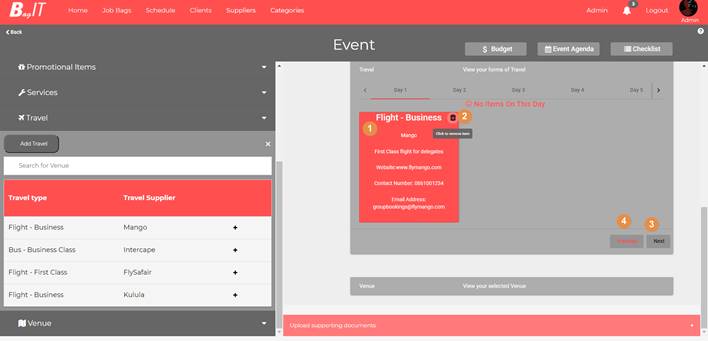 BagIT
Home Job Bags Schedule Clients Suppliers Categories Admin 3 Logout Admin
Back
Event
$ Budget Event Agenda Checklist
Promotional Items
Services
Travel
Add Travel ×
Search for Venue
Travel type Travel Supplier
Flight - Business Mango +
Bus - Business Class Intercape +
Flight - First Class FlySafair +
Flight - Business Kulula +
Venue
Travel View your forms of Travel
Day 1 Day 2 Day 3 Day 4 Day 5
No Items On This Day
Flight - Business 2
1 Mango
Click to remove item
First Class flight for delegates
Website:www.flymango.com
Contact Number: 0861001234
Email Address:
groupbookings@flymango.com
4 3
Previous Next
Venue View your selected Venue
Upload supporting documents